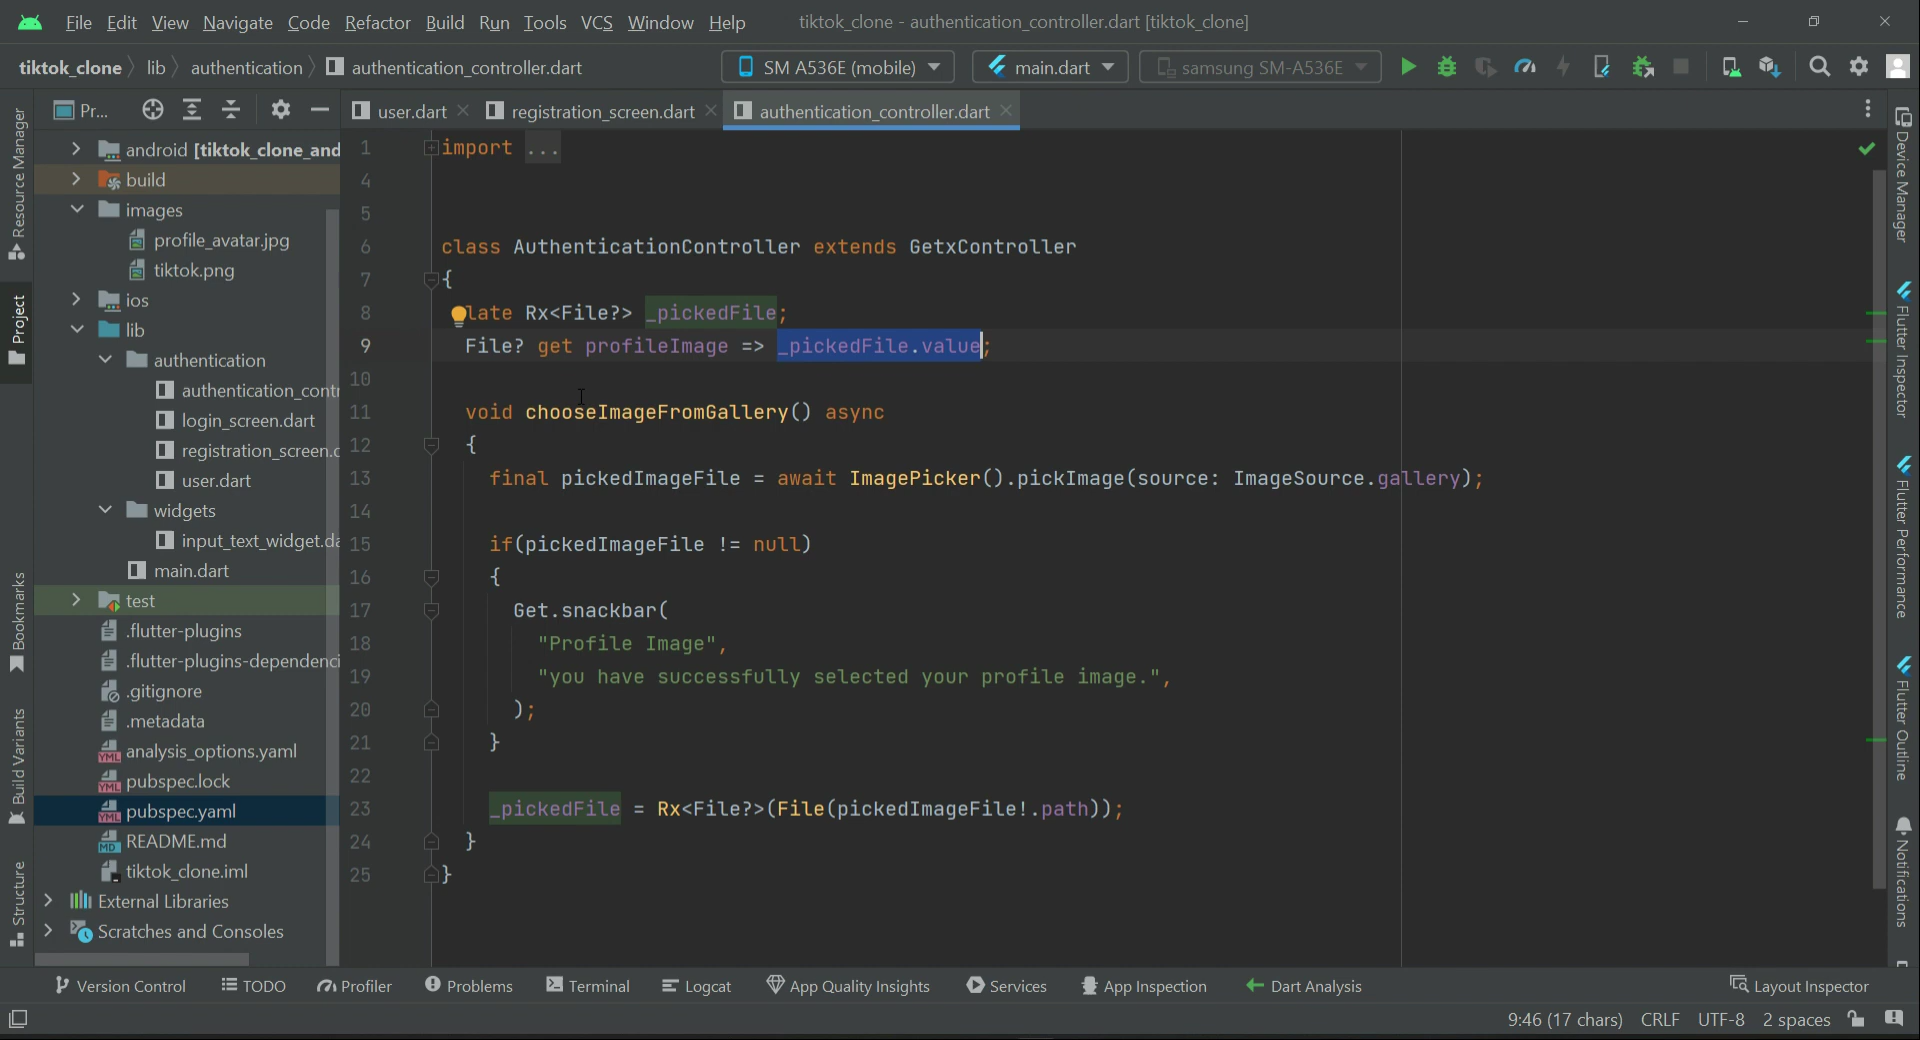 File Edit View Navigate Code Refactor Build Run Tools VCS Window Help tiktok_clone - authentication_controller.dart [tiktok_clone]
tiktok_clone lib authentication authentication_controller.dart SM A536E (mobile) main.dart samsung SM-A536E
Pr... user.dart registration_screen.dart authentication_controller.dart
Resource Manager
Project
Bookmarks
Build Variants
Structure
android [tiktok_clone_and
build
images
profile_avatar.jpg
tiktok.png
ios
lib
authentication
authentication_contr
login_screen.dart
registration_screen.d
user.dart
widgets
input_text_widget.da
main.dart
test
.flutter-plugins
.flutter-plugins-dependenci
.gitignore
.metadata
analysis_options.yaml
pubspec.lock
pubspec.yaml
README.md
tiktok_clone.iml
External Libraries
Scratches and Consoles
1 import ...
4
5
6 class AuthenticationController extends GetxController
7 {
8 late Rx<File?> _pickedFile;
9 File? get profileImage => _pickedFile.value;
10
11 void chooseImageFromGallery() async
12 {
13 final pickedImageFile = await ImagePicker().pickImage(source: ImageSource.gallery);
14
15 if(pickedImageFile != null)
16 {
17 Get.snackbar(
18 "Profile Image",
19 "you have successfully selected your profile image.",
20 );
21 }
22
23 _pickedFile = Rx<File?>(File(pickedImageFile!.path));
24 }
25 }
Device Manager
Flutter Inspector
Flutter Performance
Flutter Outline
Notifications
Version Control TODO Profiler Problems Terminal Logcat App Quality Insights Services App Inspection Dart Analysis Layout Inspector
9:46 (17 chars) CRLF UTF-8 2 spaces